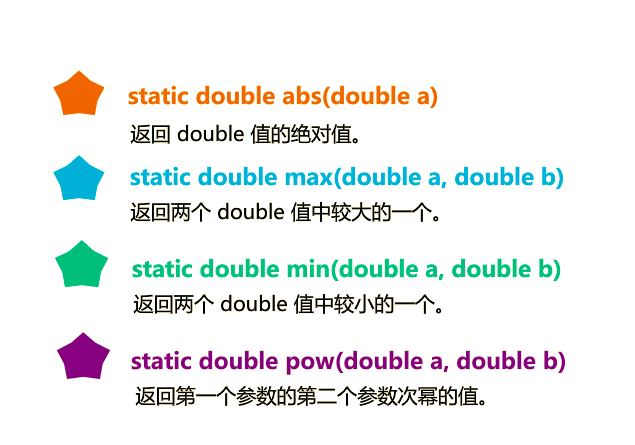 static double abs(double a)
返回 double 值的绝对值。
static double max(double a, double b)
返回两个 double 值中较大的一个。
static double min(double a, double b)
返回两个 double 值中较小的一个。
static double pow(double a, double b)
返回第一个参数的第二个参数次幂的值。